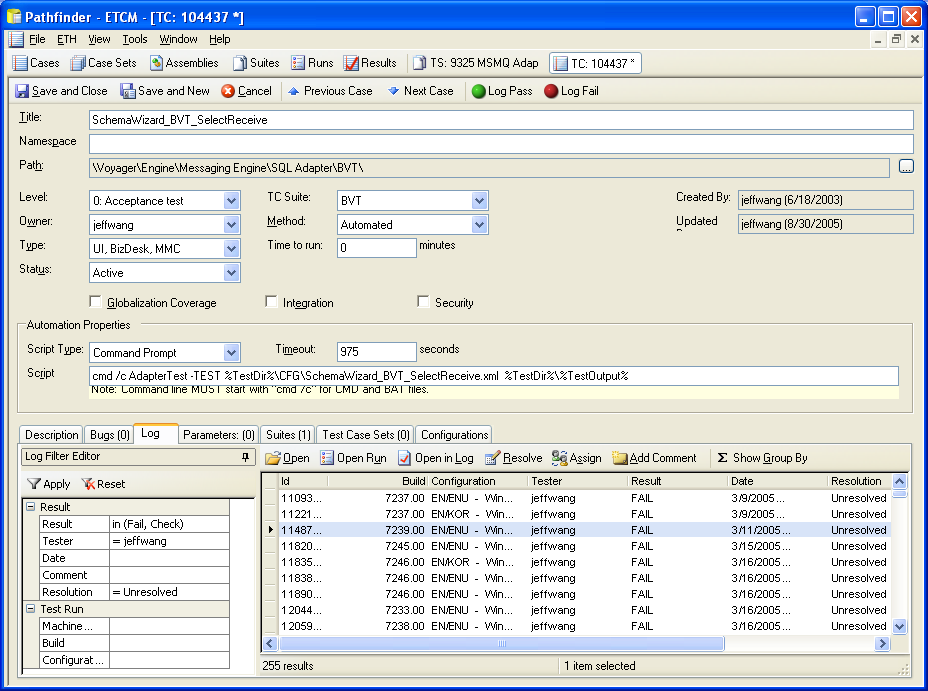 Pathfinder - ETCM - [TC: 104437 *]
File ETH View Tools Window Help
Cases Case Sets Assemblies Suites Runs Results TS: 9325 MSMQ Adap TC: 104437 *
Save and Close Save and New Cancel Previous Case Next Case Log Pass Log Fail
Title: SchemaWizard_BVT_SelectReceive
Namespace
Path: \Voyager\Engine\Messaging Engine\SQL Adapter\BVT\ ...
Level: 0: Acceptance test TC Suite: BVT Created By: jeffwang (6/18/2003)
Owner: jeffwang Method: Automated Updated jeffwang (8/30/2005)
Type: UI, BizDesk, MMC Time to run: 0 minutes
Status: Active
Globalization Coverage Integration Security
Automation Properties
Script Type: Command Prompt Timeout: 975 seconds
Script cmd /c AdapterTest -TEST %TestDir%\CFG\SchemaWizard_BVT_SelectReceive.xml %TestDir%\%TestOutput%
Note: Command line MUST start with "cmd /c" for CMD and BAT files.
Description Bugs (0) Log Parameters: (0) Suites (1) Test Case Sets (0) Configurations
Log Filter Editor
Apply Reset
Result
Result in (Fail, Check)
Tester = jeffwang
Date
Comment
Resolution = Unresolved
Test Run
Machine ...
Build
Configurat ...
Open Open Run Open in Log Resolve Assign Add Comment Σ Show Group By
Id Build Configuration Tester Result Date Resolution
11093... 7237.00 EN/ENU - Win... jeffwang FAIL 3/9/2005... Unresolved
11221... 7237.00 EN/KOR - Win... jeffwang FAIL 3/9/2005... Unresolved
11487... 7239.00 EN/ENU - Win... jeffwang FAIL 3/11/2005... Unresolved
11820... 7245.00 EN/ENU - Win... jeffwang FAIL 3/15/2005... Unresolved
11835... 7246.00 EN/KOR - Win... jeffwang FAIL 3/16/2005... Unresolved
11838... 7246.00 EN/ENU - Win... jeffwang FAIL 3/16/2005... Unresolved
11890... 7246.00 EN/ENU - Win... jeffwang FAIL 3/16/2005... Unresolved
12044... 7233.00 EN/ENU - Win... jeffwang FAIL 3/16/2005... Unresolved
12059... 7238.00 EN/ENU - Win... jeffwang FAIL 3/16/2005... Unresolved
255 results 1 item selected